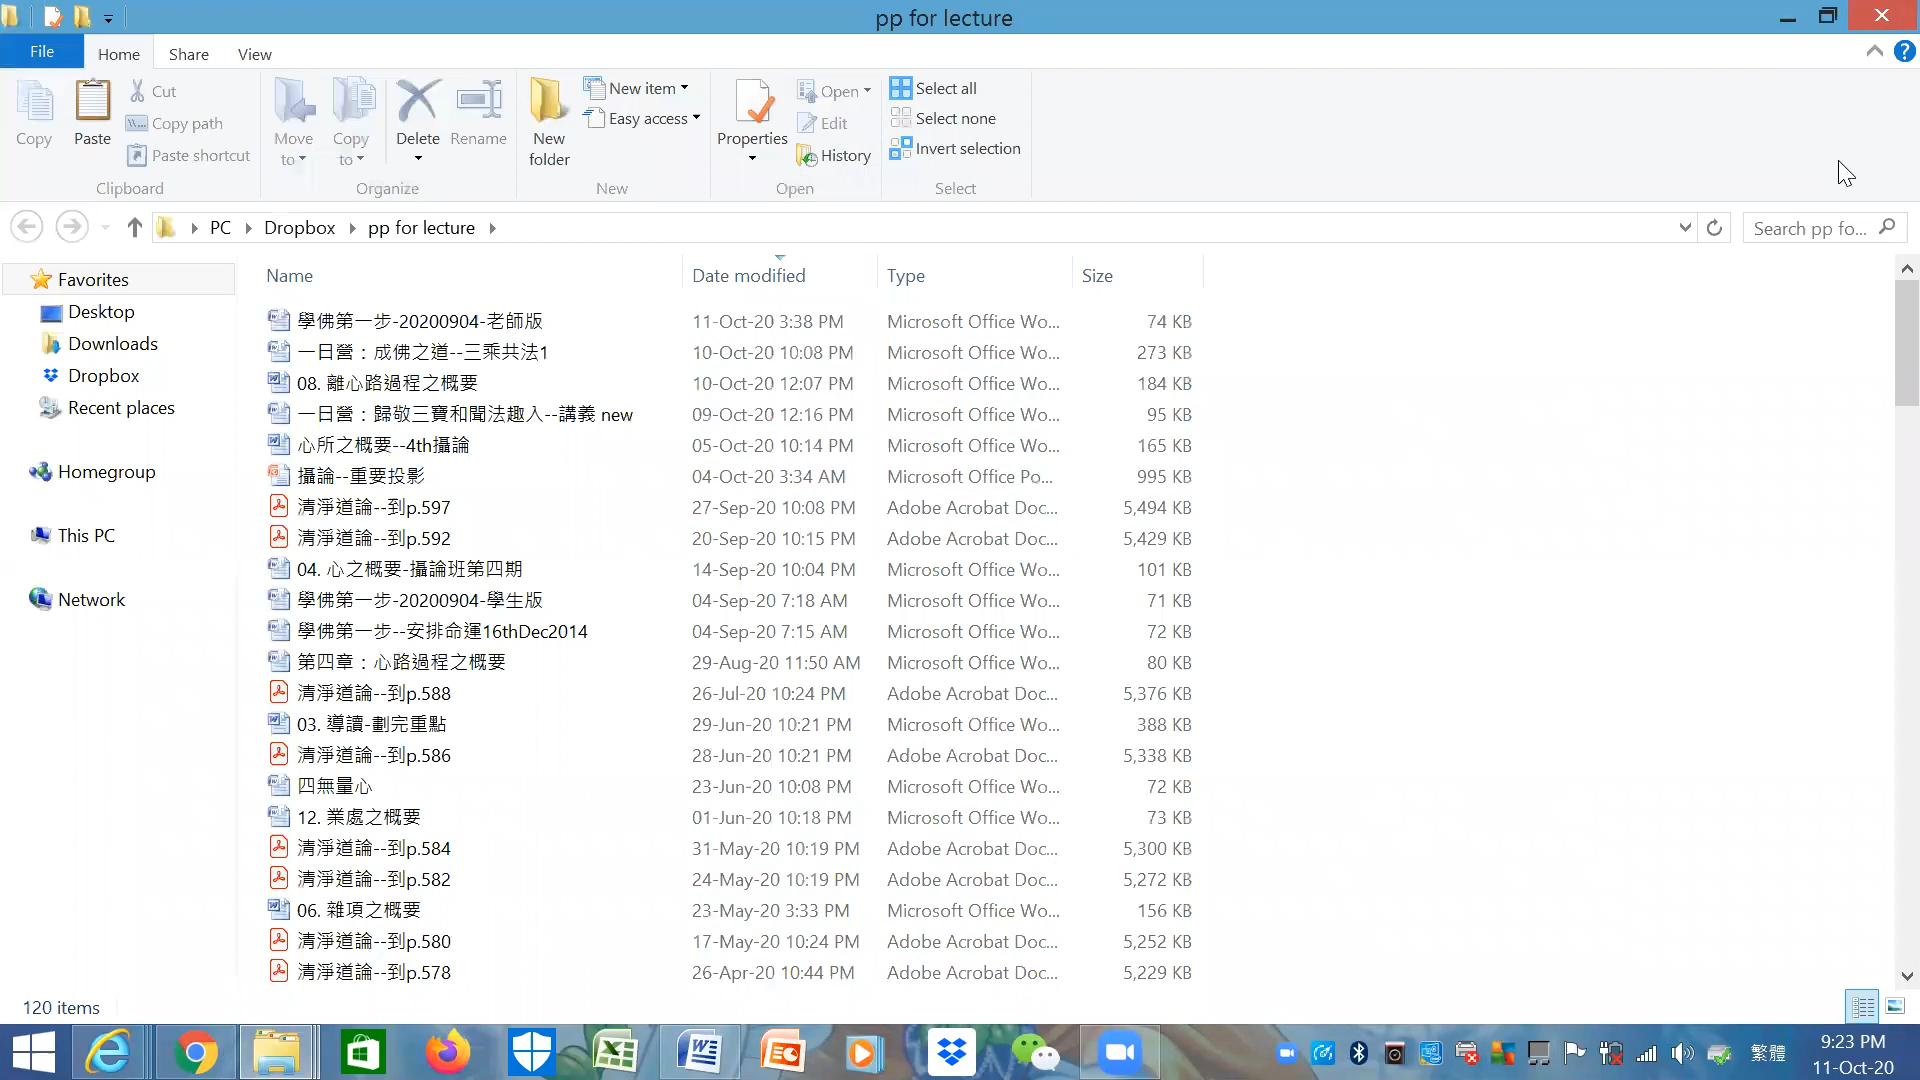 pp for lecture
File Home Share View
Copy Paste Cut Copy path Paste shortcut Clipboard
Move to Copy to Delete Rename Organize
New folder New item Easy access New
Properties Open Edit History Open
Select all Select none Invert selection Select
PC Dropbox pp for lecture Search pp fo...
Favorites
Desktop
Downloads
Dropbox
Recent places
Homegroup
This PC
Network
Name Date modified Type Size
學佛第一步-20200904-老師版 11-Oct-20 3:38 PM Microsoft Office Wo... 74 KB
一日營：成佛之道--三乘共法1 10-Oct-20 10:08 PM Microsoft Office Wo... 273 KB
08. 離心路過程之概要 10-Oct-20 12:07 PM Microsoft Office Wo... 184 KB
一日營：歸敬三寶和聞法趣入--講義 new 09-Oct-20 12:16 PM Microsoft Office Wo... 95 KB
心所之概要--4th攝論 05-Oct-20 10:14 PM Microsoft Office Wo... 165 KB
攝論--重要投影 04-Oct-20 3:34 AM Microsoft Office Po... 995 KB
清淨道論--到p.597 27-Sep-20 10:08 PM Adobe Acrobat Doc... 5,494 KB
清淨道論--到p.592 20-Sep-20 10:15 PM Adobe Acrobat Doc... 5,429 KB
04. 心之概要-攝論班第四期 14-Sep-20 10:04 PM Microsoft Office Wo... 101 KB
學佛第一步-20200904-學生版 04-Sep-20 7:18 AM Microsoft Office Wo... 71 KB
學佛第一步--安排命運16thDec2014 04-Sep-20 7:15 AM Microsoft Office Wo... 72 KB
第四章：心路過程之概要 29-Aug-20 11:50 AM Microsoft Office Wo... 80 KB
清淨道論--到p.588 26-Jul-20 10:24 PM Adobe Acrobat Doc... 5,376 KB
03. 導讀-劃完重點 29-Jun-20 10:21 PM Microsoft Office Wo... 388 KB
清淨道論--到p.586 28-Jun-20 10:21 PM Adobe Acrobat Doc... 5,338 KB
四無量心 23-Jun-20 10:08 PM Microsoft Office Wo... 72 KB
12. 業處之概要 01-Jun-20 10:18 PM Microsoft Office Wo... 73 KB
清淨道論--到p.584 31-May-20 10:19 PM Adobe Acrobat Doc... 5,300 KB
清淨道論--到p.582 24-May-20 10:19 PM Adobe Acrobat Doc... 5,272 KB
06. 雜項之概要 23-May-20 3:33 PM Microsoft Office Wo... 156 KB
清淨道論--到p.580 17-May-20 10:24 PM Adobe Acrobat Doc... 5,252 KB
清淨道論--到p.578 26-Apr-20 10:44 PM Adobe Acrobat Doc... 5,229 KB
120 items
繁體 9:23 PM
11-Oct-20